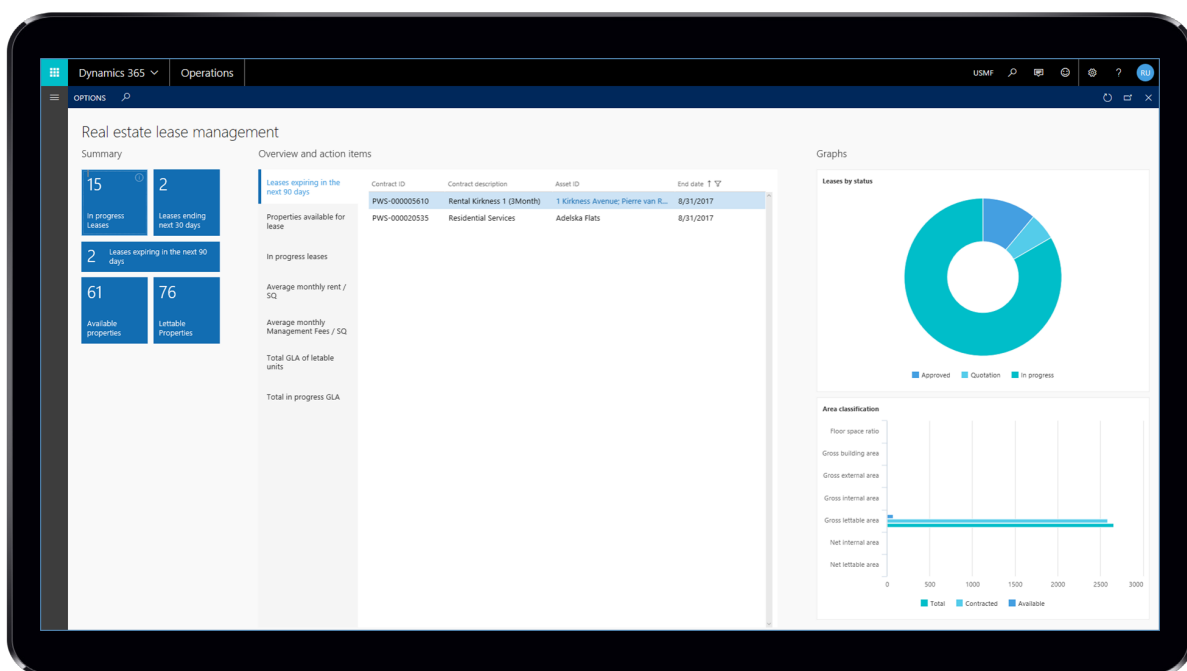 Dynamics 365
Operations
USMF
?
RU
OPTIONS
Real estate lease management
Summary
15
In progress
Leases
2
Leases ending
next 30 days
2
Leases expiring in the next 90
days
61
Available
properties
76
Lettable
Properties
Overview and action items
Leases expiring in the
next 90 days
Properties available for
lease
In progress leases
Average monthly rent /
SQ
Average monthly
Management Fees / SQ
Total GLA of letable
units
Total in progress GLA
Contract ID Contract description Asset ID End date
PWS-000005610 Rental Kirkness 1 (3Month) 1 Kirkness Avenue; Pierre van R... 8/31/2017
PWS-000020535 Residential Services Adelska Flats 8/31/2017
Graphs
Leases by status
Approved Quotation In progress
Area classification
Floor space ratio
Gross building area
Gross external area
Gross internal area
Gross lettable area
Net internal area
Net lettable area
0 500 1000 1500 2000 2500 3000
Total Contracted Available